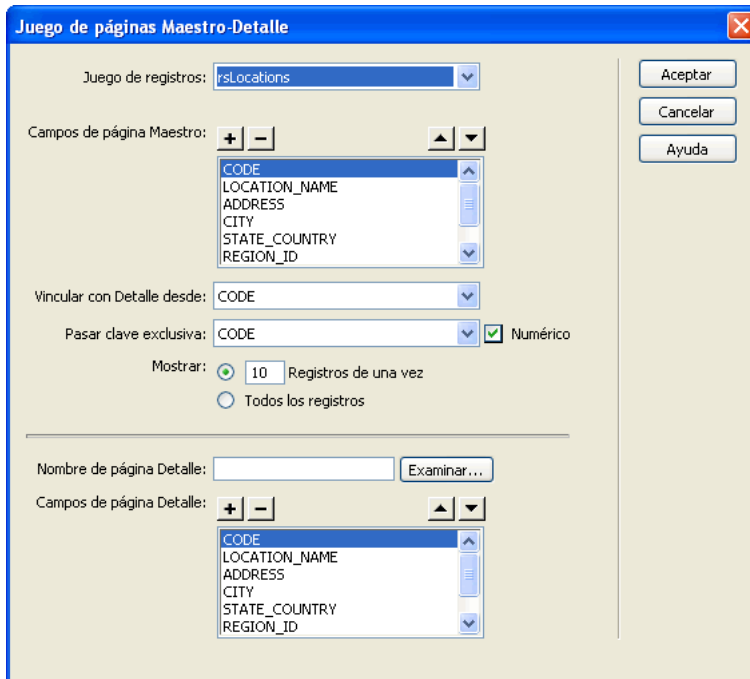 Juego de páginas Maestro-Detalle
Juego de registros: rsLocations
Aceptar
Cancelar
Ayuda
Campos de página Maestro:
CODE
LOCATION_NAME
ADDRESS
CITY
STATE_COUNTRY
REGION_ID
Vincular con Detalle desde: CODE
Pasar clave exclusiva: CODE Numérico
Mostrar: 10 Registros de una vez
Todos los registros
Nombre de página Detalle: Examinar...
Campos de página Detalle:
CODE
LOCATION_NAME
ADDRESS
CITY
STATE_COUNTRY
REGION_ID